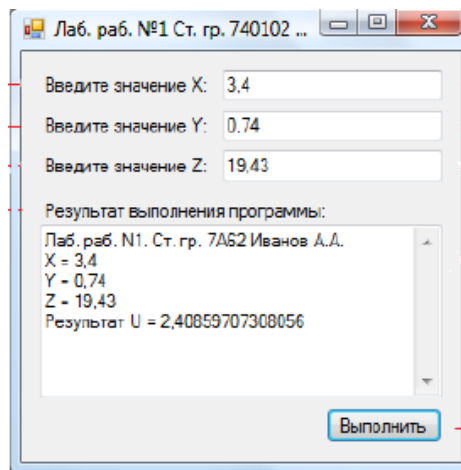 Лаб. раб. №1 Ст. гр. 740102 ...
Введите значение X: 3,4
Введите значение Y: 0.74
Введите значение Z: 19,43
Результат выполнения программы:
Лаб. раб. N1. Ст. гр. 7А62 Иванов А.А.
X = 3,4
Y = 0,74
Z = 19,43
Результат U = 2,40859707308056
Выполнить